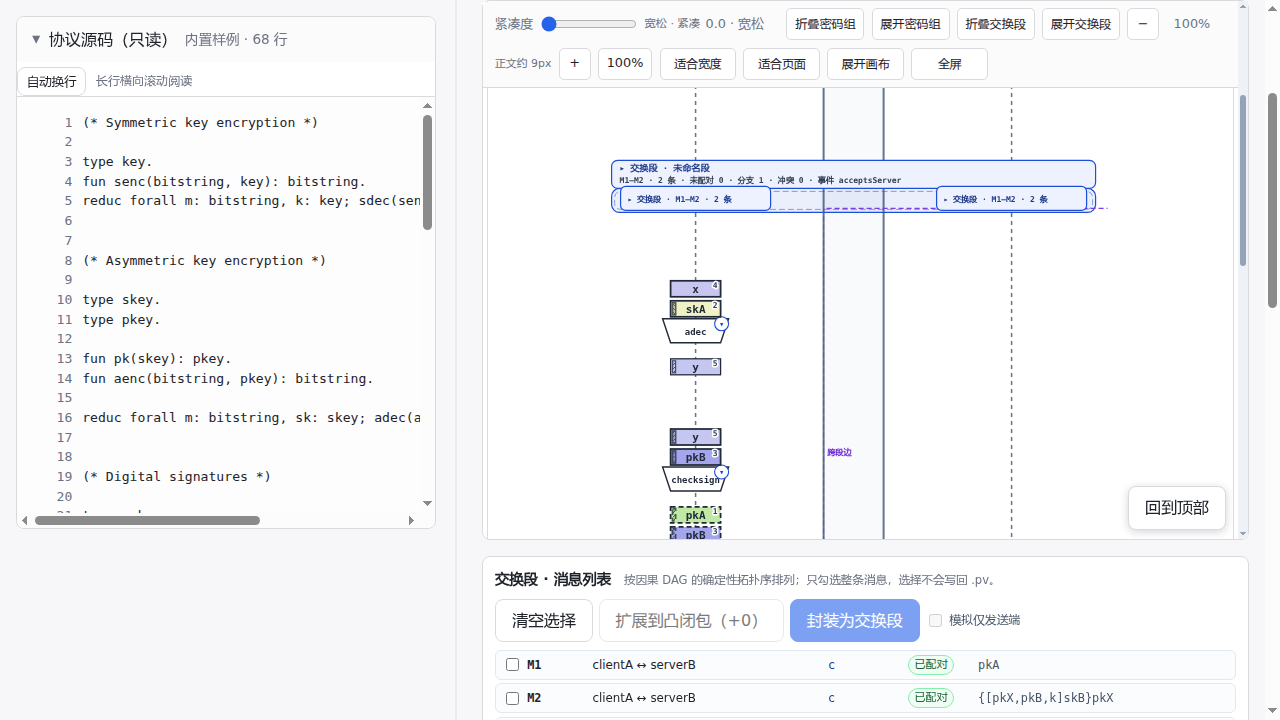 ▼ 协议源码（只读） 内置样例 · 68 行
自动换行 长行横向滚动阅读
1 (* Symmetric key encryption *)
2
3 type key.
4 fun senc(bitstring, key): bitstring.
5 reduc forall m: bitstring, k: key; sdec(sen
6
7
8 (* Asymmetric key encryption *)
9
10 type skey.
11 type pkey.
12
13 fun pk(skey): pkey.
14 fun aenc(bitstring, pkey): bitstring.
15
16 reduc forall m: bitstring, sk: skey; adec(a
17
18
19 (* Digital signatures *)
20
紧凑度 宽松 · 紧凑 0.0 · 宽松 折叠密码组 展开密码组 折叠交换段 展开交换段 − 100%
正文约 9px + 100% 适合宽度 适合页面 展开画布 全屏
▸ 交换段 · 未命名段
M1–M2 · 2 条 · 未配对 0 · 分支 1 · 冲突 0 · 事件 acceptsServer
▸ 交换段 · M1–M2 · 2 条
▸ 交换段 · M1–M2 · 2 条
x 4
skA 2
adec
y 5
y 5
跨段边
pkB 3
checksign
pkA 1
pkB 3
回到顶部
交换段 · 消息列表 按因果 DAG 的确定性拓扑序排列；只勾选整条消息，选择不会写回 .pv。
清空选择 扩展到凸闭包（+0） 封装为交换段 模拟仅发送端
M1 clientA ↔ serverB c 已配对 pkA
M2 clientA ↔ serverB c 已配对 {[pkX,pkB,k]skB}pkX